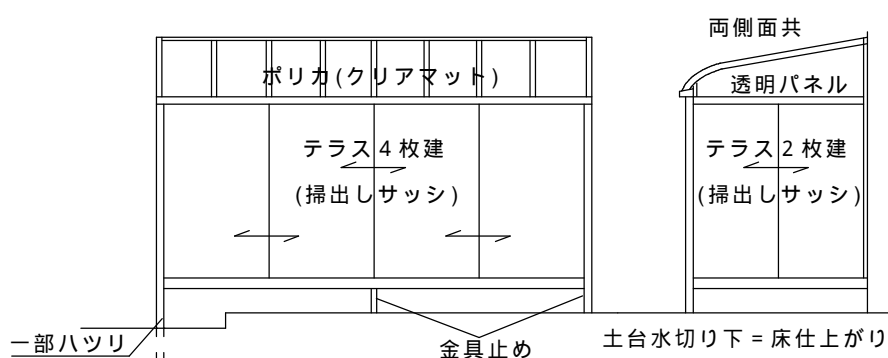 両側面共
ポリカ(クリアマット)
透明パネル
テラス4枚建
(掃出しサッシ)
テラス2枚建
(掃出しサッシ)
一部ハツリ
金具止め
土台水切り下=床仕上がり